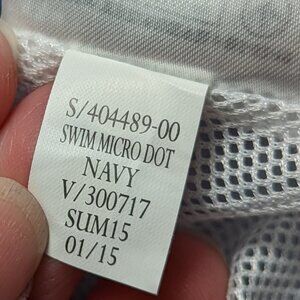 S/404489-00
SWIM MICRO DOT
NAVY
V/300717
SUM15
01/15